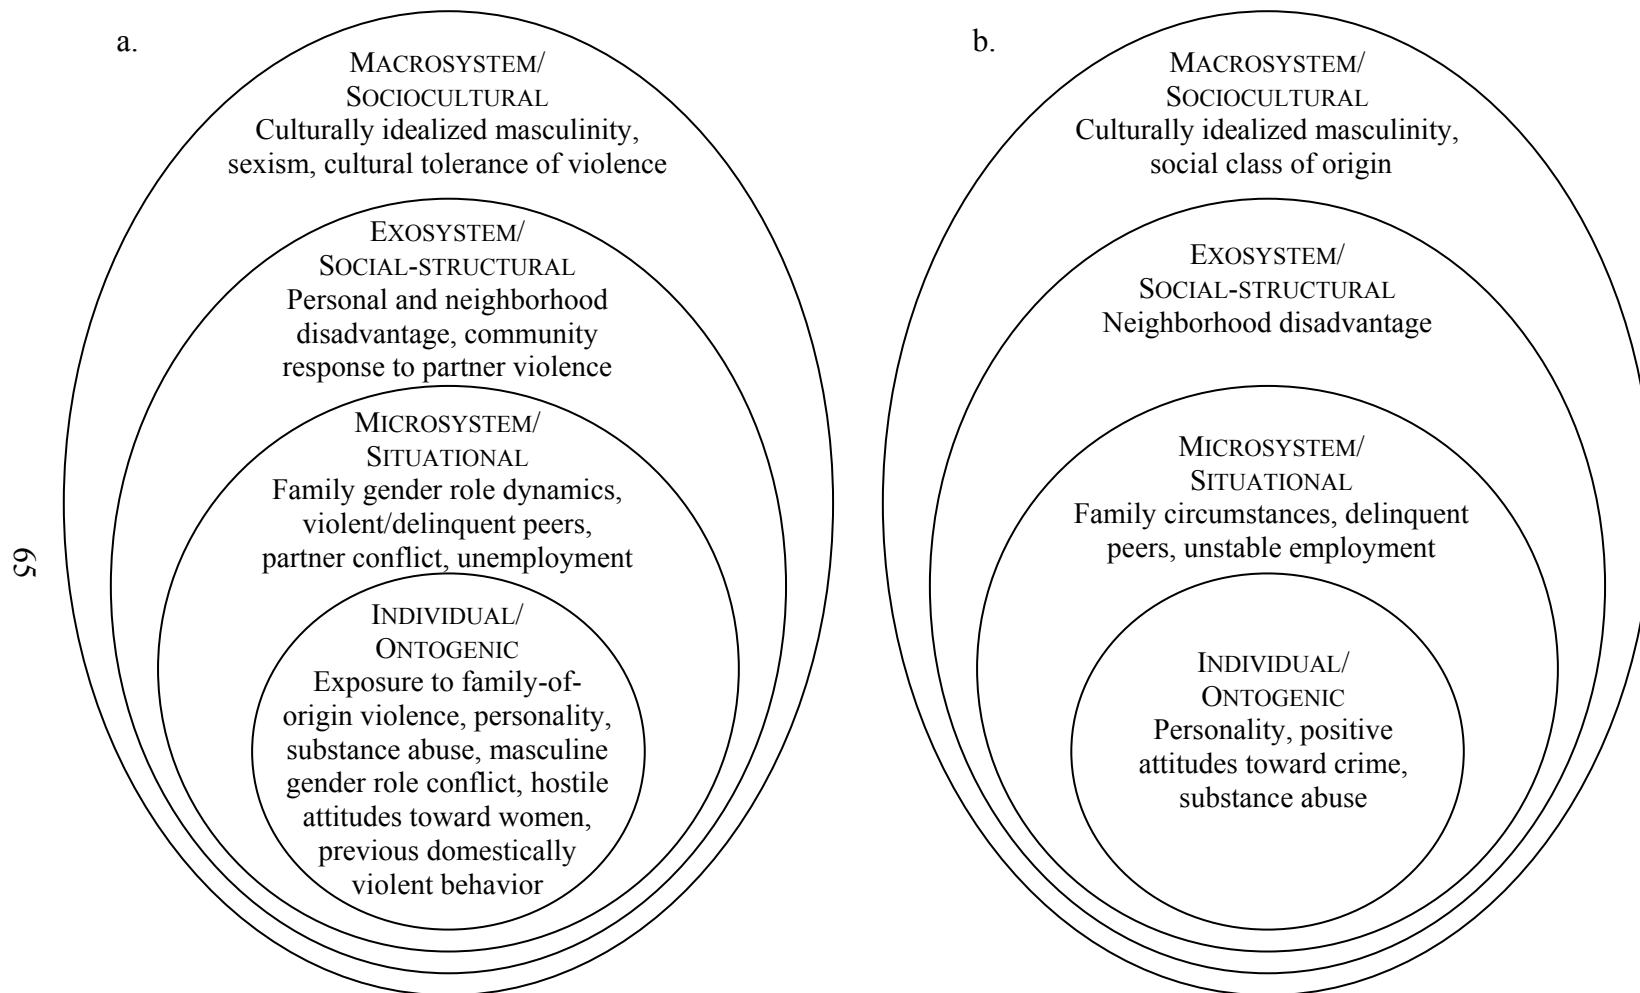 a.
MACROSYSTEM/
SOCIOCULTURAL
Culturally idealized masculinity,
sexism, cultural tolerance of violence
EXOSYSTEM/
SOCIAL-STRUCTURAL
Personal and neighborhood
disadvantage, community
response to partner violence
MICROSYSTEM/
SITUATIONAL
Family gender role dynamics,
violent/delinquent peers,
partner conflict, unemployment
INDIVIDUAL/
ONTOGENIC
Exposure to family-of-
origin violence, personality,
substance abuse, masculine
gender role conflict, hostile
attitudes toward women,
previous domestically
violent behavior
b.
MACROSYSTEM/
SOCIOCULTURAL
Culturally idealized masculinity,
social class of origin
EXOSYSTEM/
SOCIAL-STRUCTURAL
Neighborhood disadvantage
MICROSYSTEM/
SITUATIONAL
Family circumstances, delinquent
peers, unstable employment
INDIVIDUAL/
ONTOGENIC
Personality, positive
attitudes toward crime,
substance abuse
65